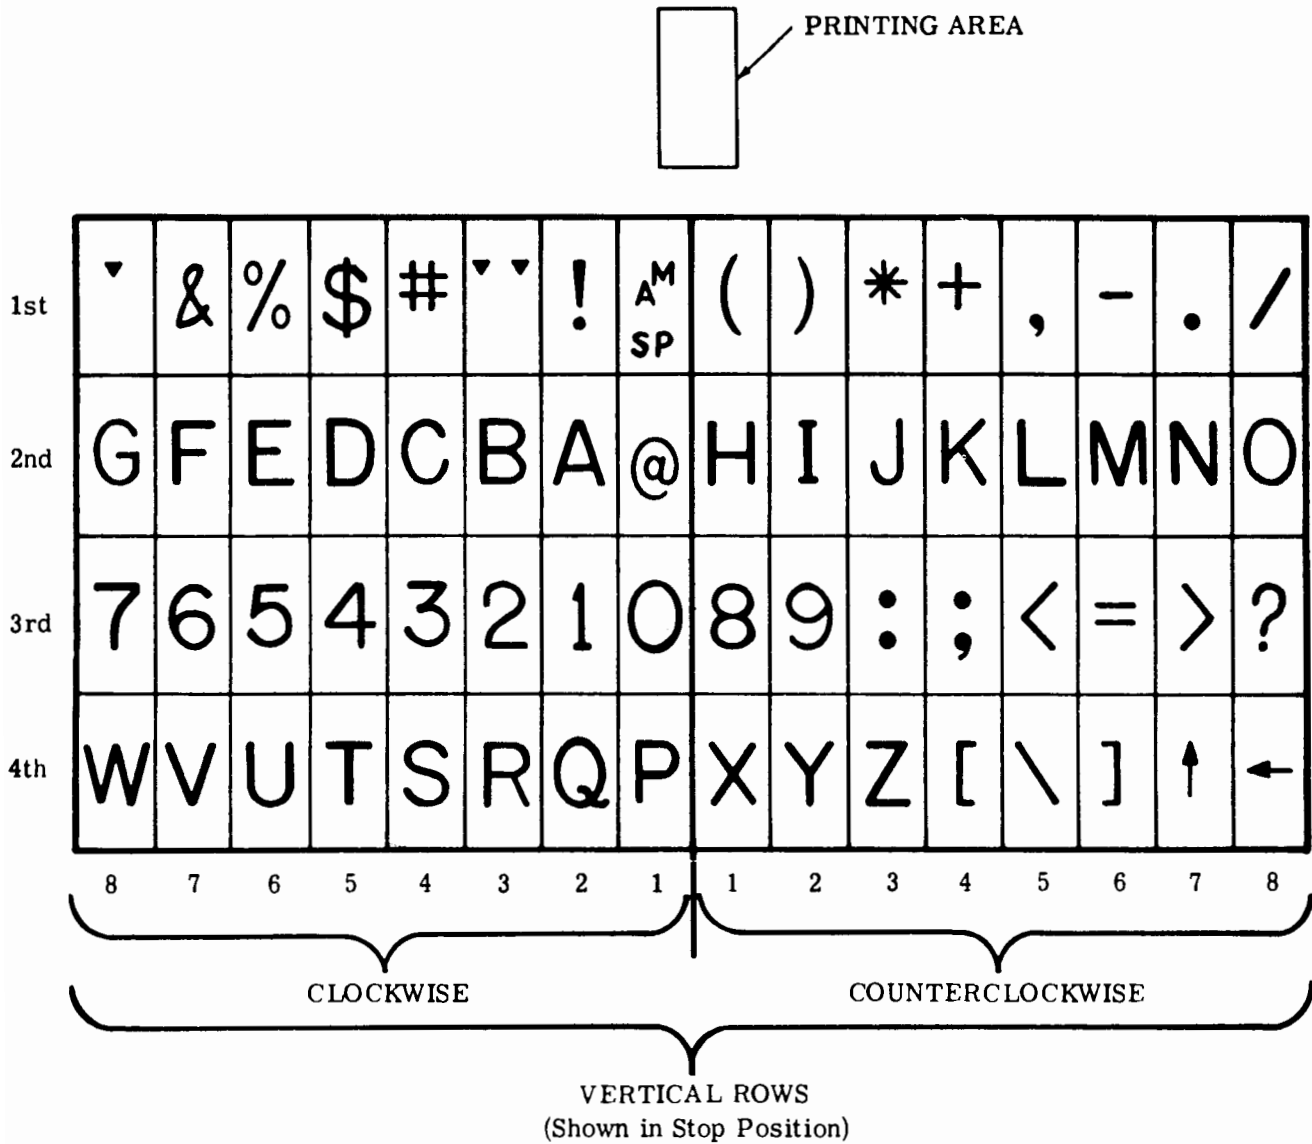 PRINTING AREA
1st ' & % $ # " ! AM SP ( ) * + , - . /
2nd G F E D C B A @ H I J K L M N O
3rd 7 6 5 4 3 2 1 0 8 9 : ; < = > ?
4th W V U T S R Q P X Y Z [ \ ] ↑ ←
8 7 6 5 4 3 2 1 1 2 3 4 5 6 7 8
CLOCKWISE COUNTERCLOCKWISE
VERTICAL ROWS
(Shown in Stop Position)